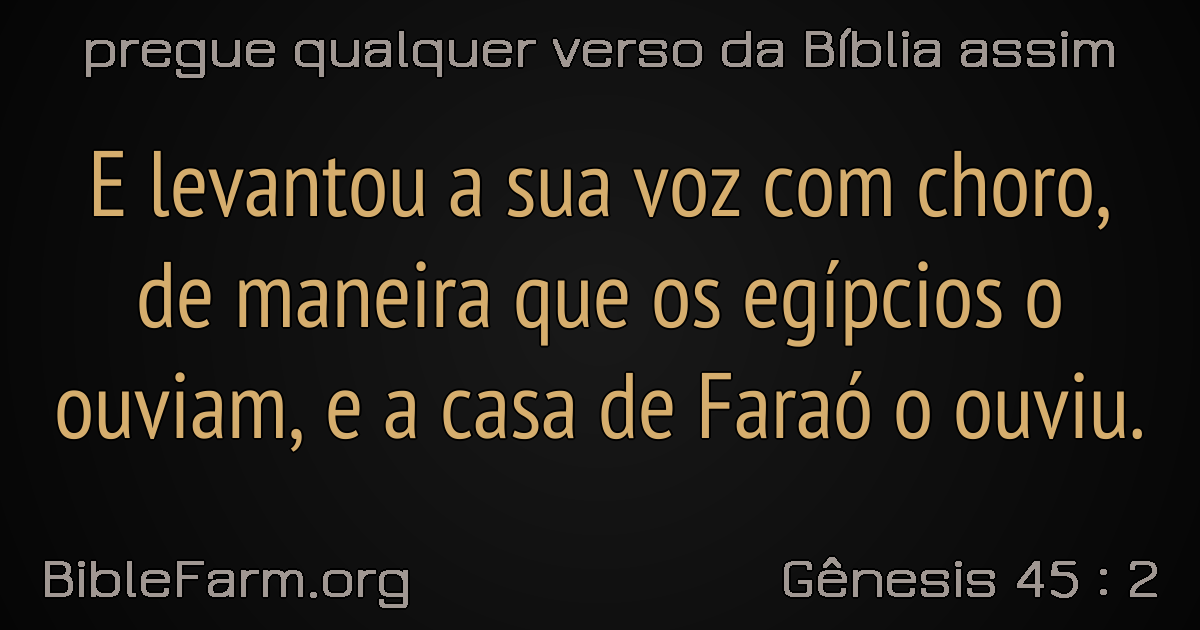 pregue qualquer verso da Bíblia assim
E levantou a sua voz com choro,
de maneira que os egípcios o
ouviam, e a casa de Faraó o ouviu.
BibleFarm.org
Gênesis 45 : 2